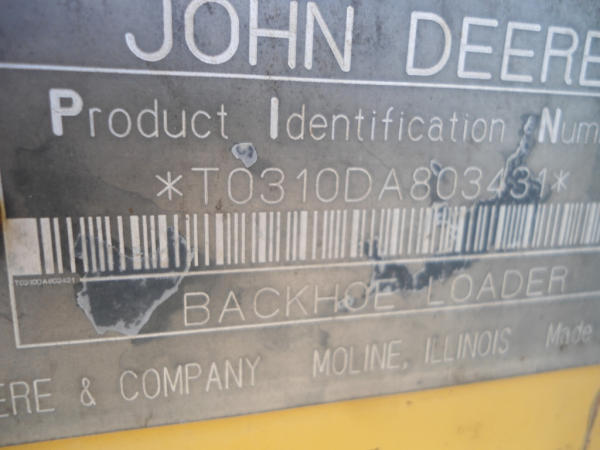 JOHN DEERE
Product Identification Num
*T0310DA803431*
BACKHOE LOADER
ERE & COMPANY MOLINE, ILLINOIS Made